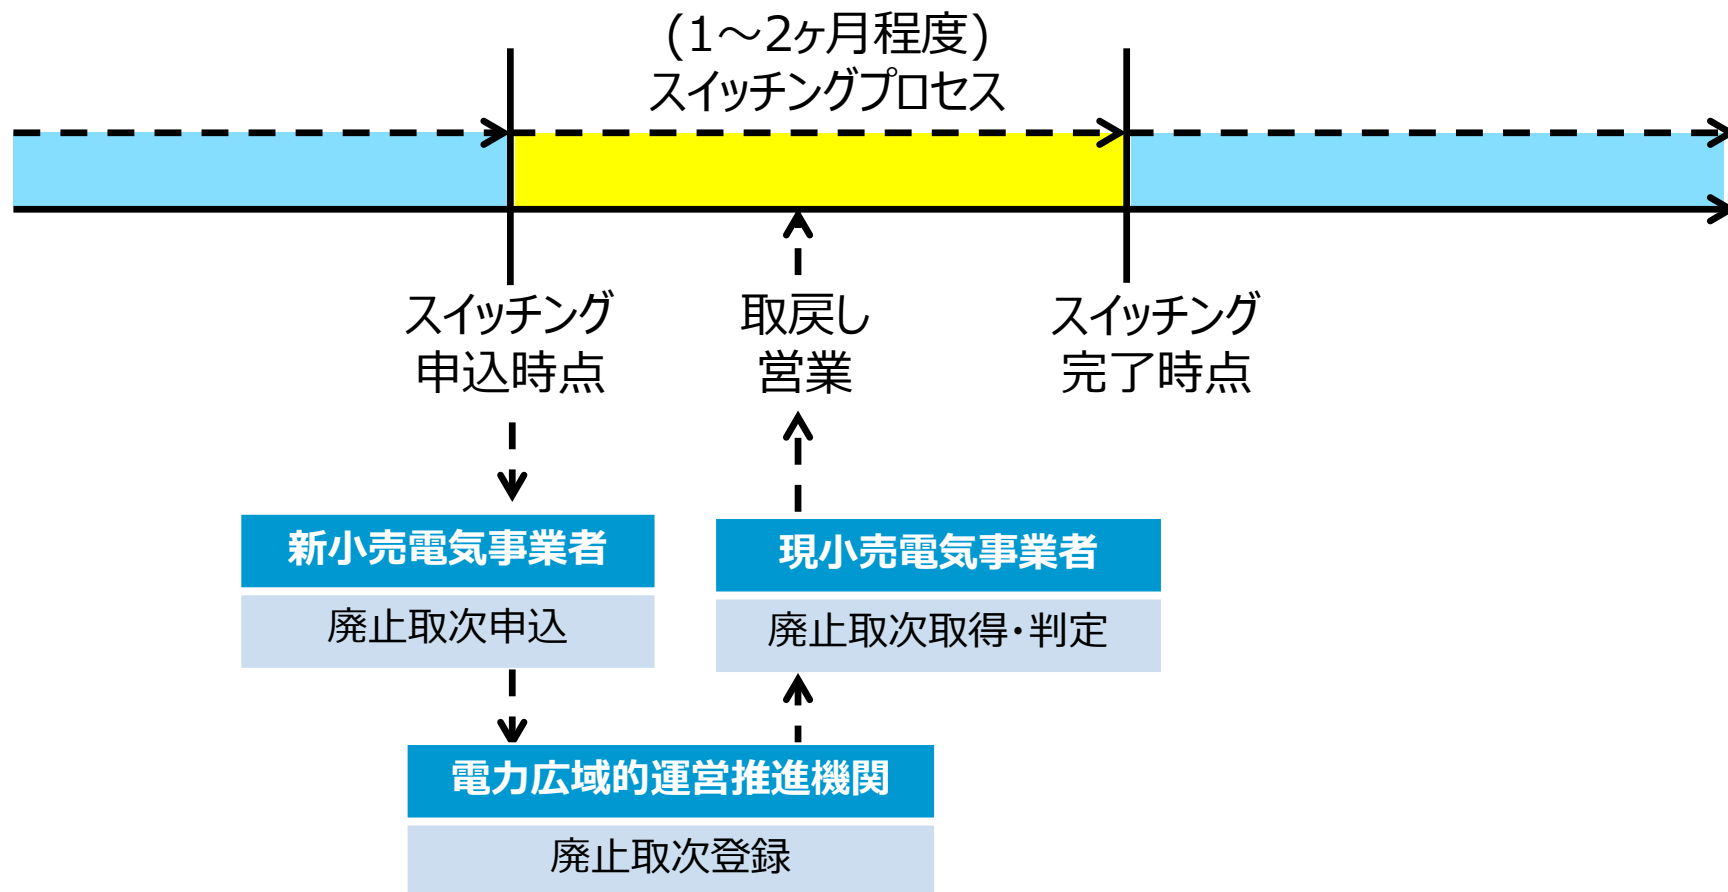 (1～2ヶ月程度)
スイッチングプロセス
スイッチング
申込時点
取戻し
営業
スイッチング
完了時点
新小売電気事業者
廃止取次申込
現小売電気事業者
廃止取次取得・判定
電力広域的運営推進機関
廃止取次登録